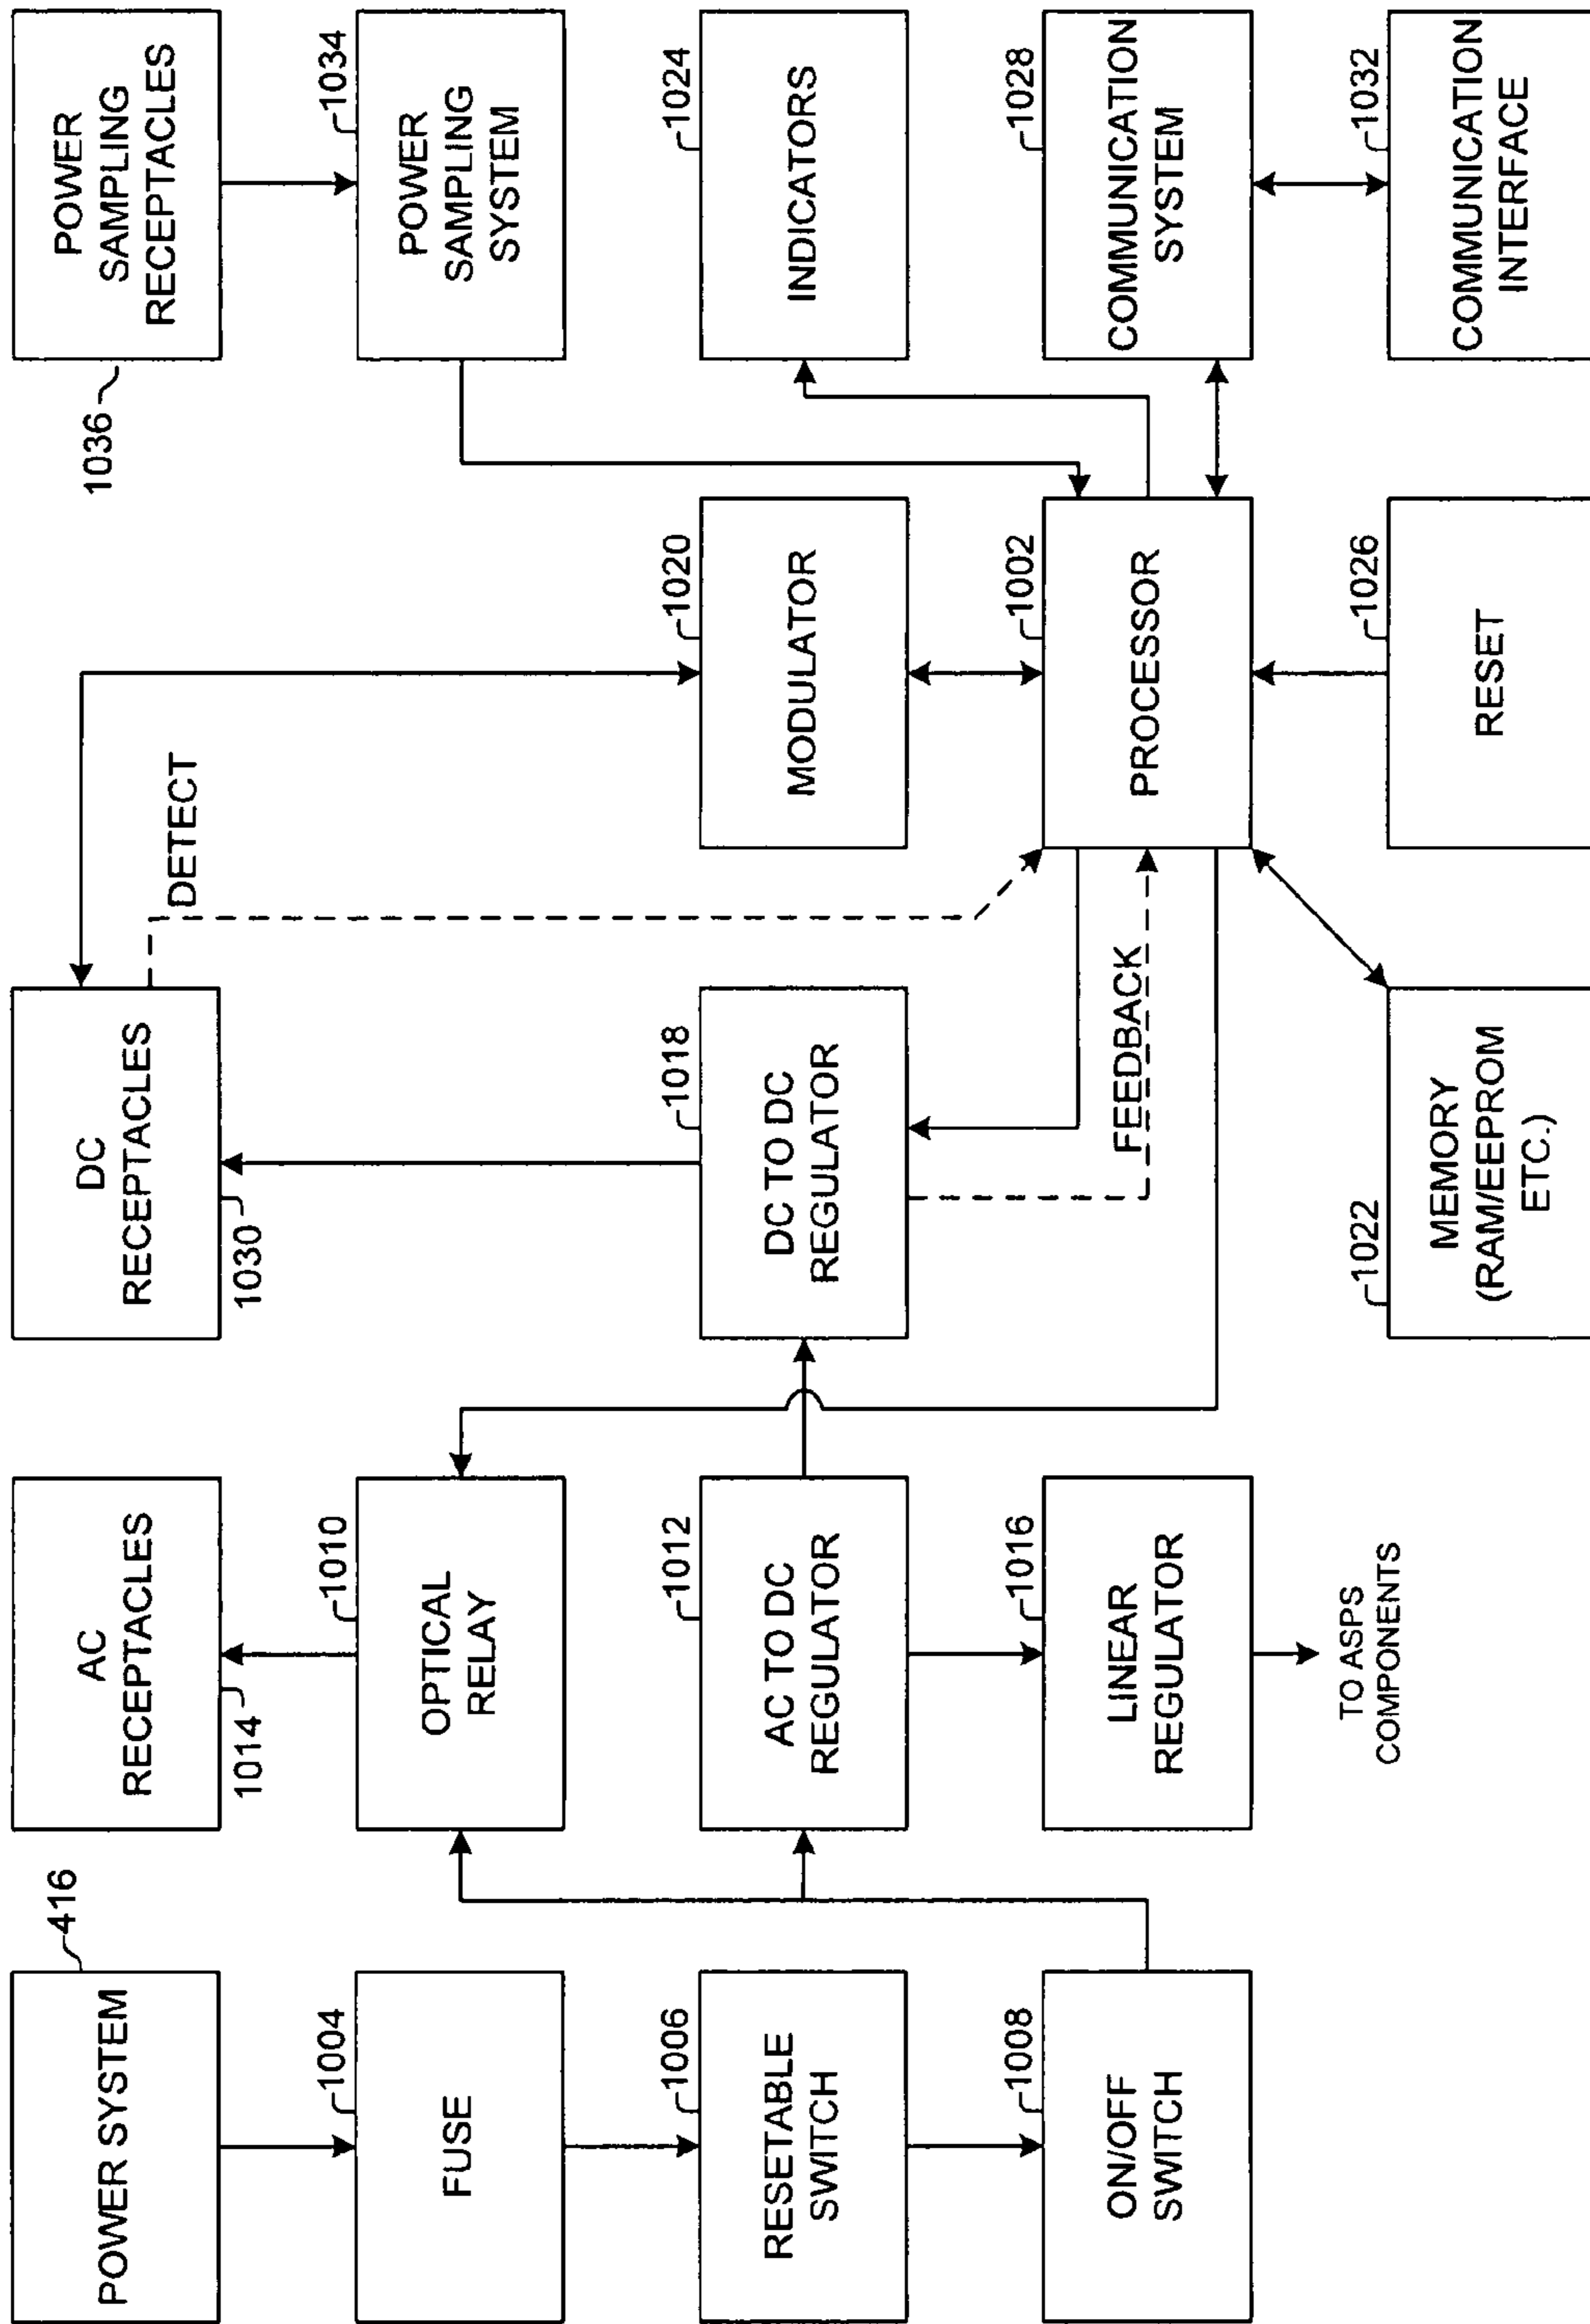 POWER SYSTEM
416
1004
FUSE
1006
RESETABLE
SWITCH
1008
ON/OFF
SWITCH
AC
RECEPTACLES
1014
1010
OPTICAL
RELAY
1012
AC TO DC
REGULATOR
1016
LINEAR
REGULATOR
TO ASPS
COMPONENTS
DC
RECEPTACLES
1030
DETECT
1018
DC TO DC
REGULATOR
FEEDBACK
1022
MEMORY
(RAM/EEPROM
ETC.)
1020
MODULATOR
1002
PROCESSOR
1026
RESET
POWER
SAMPLING
RECEPTACLES
1036
1034
POWER
SAMPLING
SYSTEM
1024
INDICATORS
1028
COMMUNICATION
SYSTEM
1032
COMMUNICATION
INTERFACE